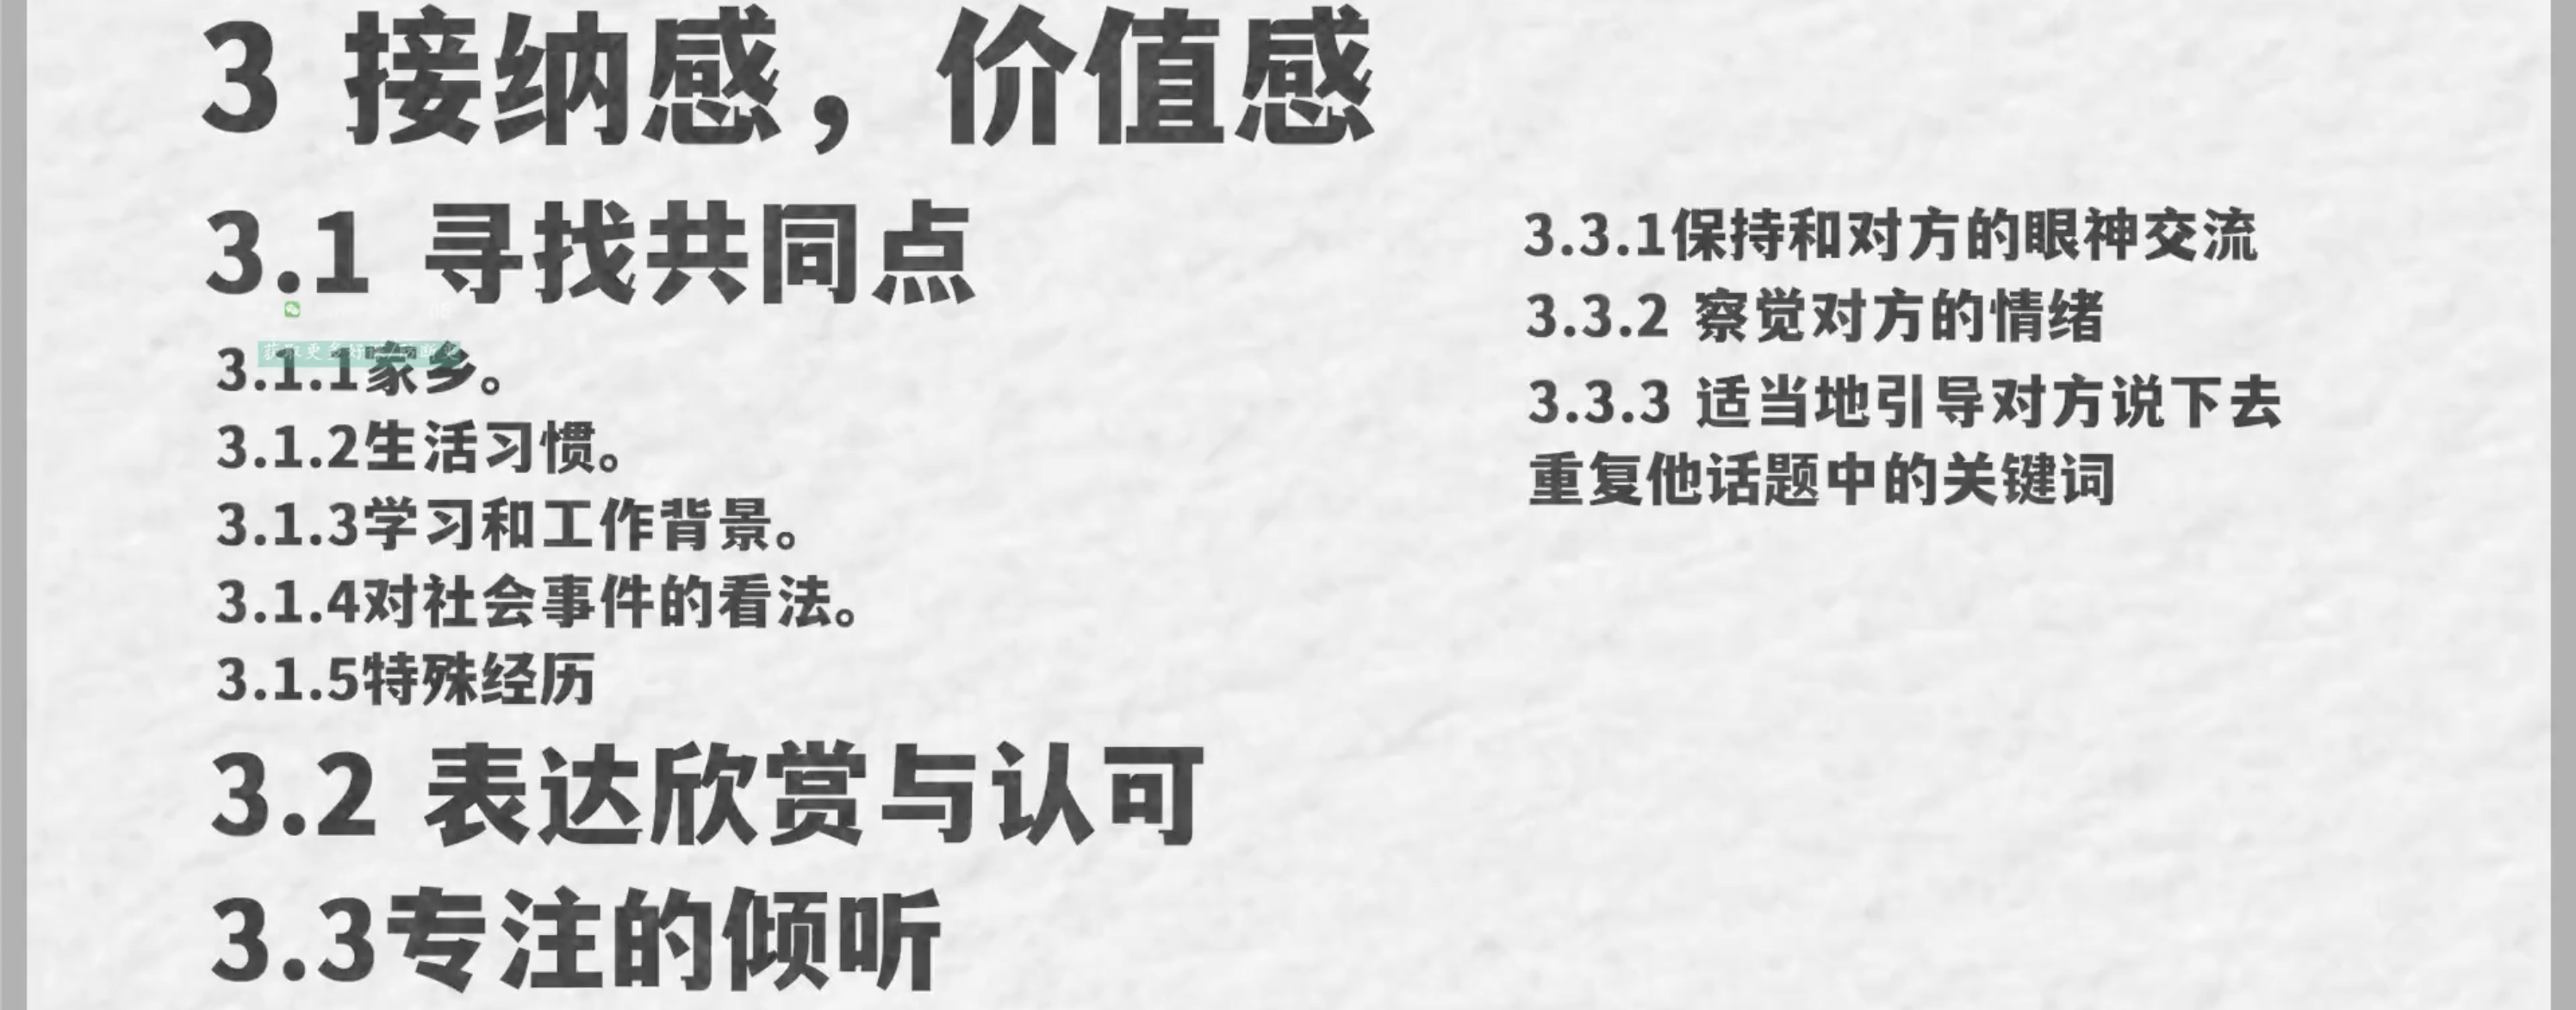 3 接纳感，价值感
3.1 寻找共同点
3.1.1家乡。
3.1.2生活习惯。
3.1.3学习和工作背景。
3.1.4对社会事件的看法。
3.1.5特殊经历
3.2 表达欣赏与认可
3.3专注的倾听
3.3.1保持和对方的眼神交流
3.3.2 察觉对方的情绪
3.3.3 适当地引导对方说下去
重复他话题中的关键词